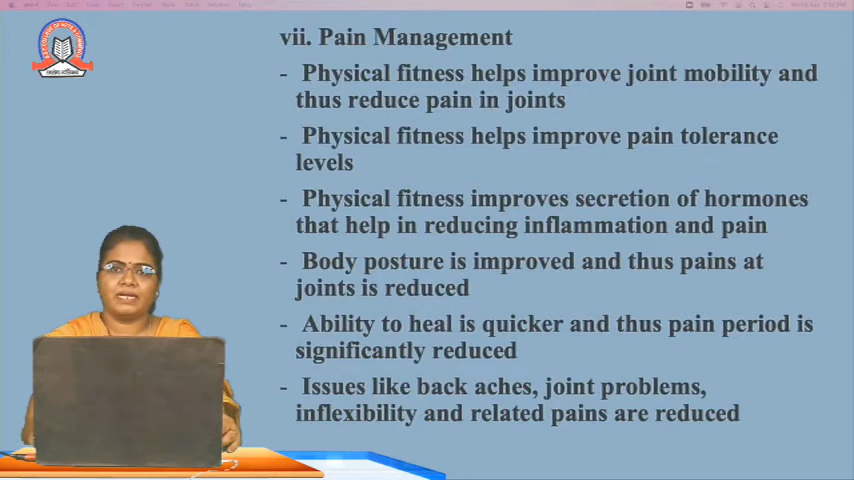 vii. Pain Management
- Physical fitness helps improve joint mobility and
thus reduce pain in joints
- Physical fitness helps improve pain tolerance
levels
- Physical fitness improves secretion of hormones
that help in reducing inflammation and pain
- Body posture is improved and thus pains at
joints is reduced
- Ability to heal is quicker and thus pain period is
significantly reduced
- Issues like back aches, joint problems,
inflexibility and related pains are reduced